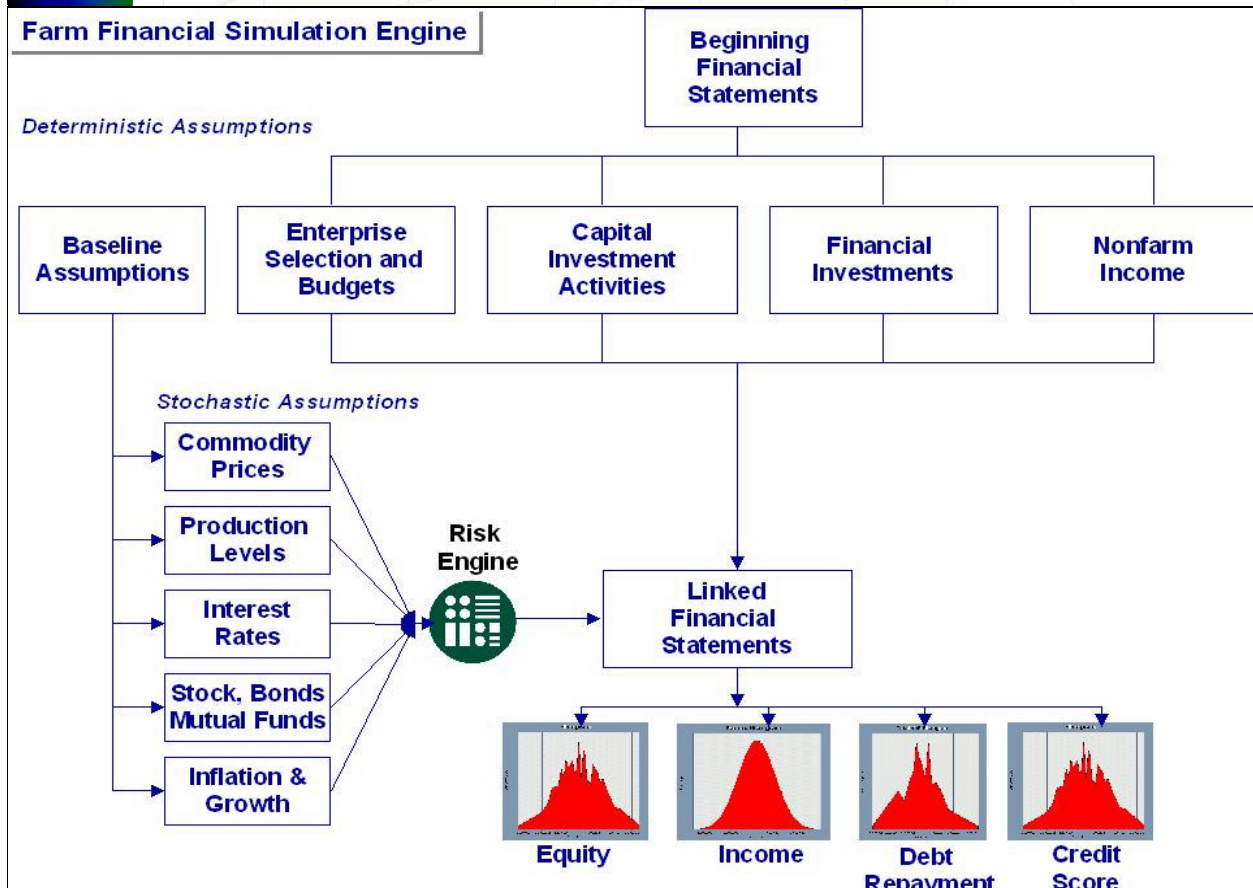 Farm Financial Simulation Engine
Beginning
Financial
Statements
Deterministic Assumptions
Baseline
Assumptions
Enterprise
Selection and
Budgets
Capital
Investment
Activities
Financial
Investments
Nonfarm
Income
Stochastic Assumptions
Commodity
Prices
Production
Levels
Interest
Rates
Stock, Bonds
Mutual Funds
Inflation &
Growth
Risk
Engine
Linked
Financial
Statements
Equity
Income
Debt
Repayment
Credit
Score